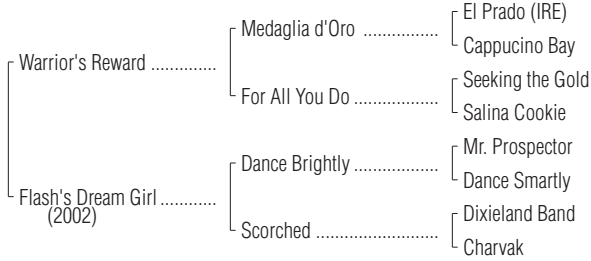 El Prado (IRE)
Medaglia d'Oro ................
Cappucino Bay
Warrior's Reward ..............
Seeking the Gold
For All You Do ..................
Salina Cookie
Mr. Prospector
Dance Brightly ..................
Dance Smartly
Flash's Dream Girl ............
(2002)
Dixieland Band
Scorched ..........................
Charvak